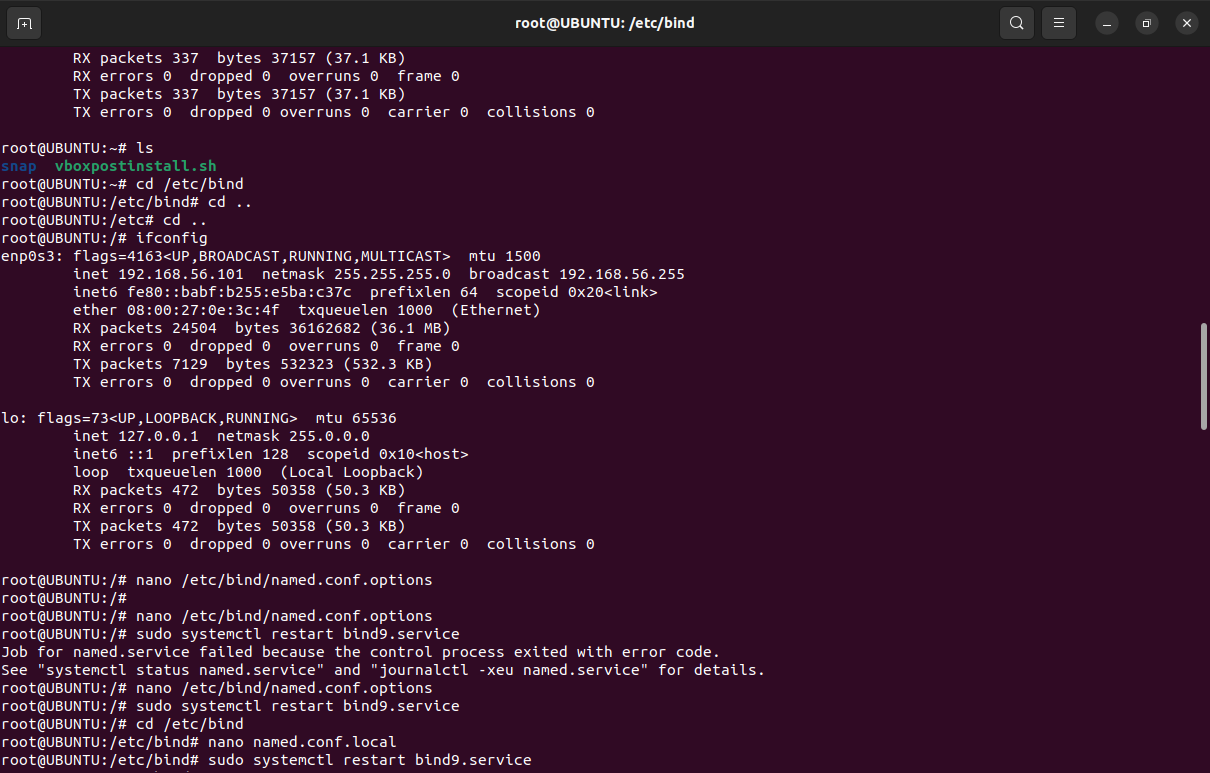 root@UBUNTU: /etc/bind
RX packets 337  bytes 37157 (37.1 KB)
RX errors 0  dropped 0  overruns 0  frame 0
TX packets 337  bytes 37157 (37.1 KB)
TX errors 0  dropped 0 overruns 0  carrier 0  collisions 0
root@UBUNTU:~# ls
snap  vboxpostinstall.sh
root@UBUNTU:~# cd /etc/bind
root@UBUNTU:/etc/bind# cd ..
root@UBUNTU:/etc# cd ..
root@UBUNTU:/# ifconfig
enp0s3: flags=4163<UP,BROADCAST,RUNNING,MULTICAST>  mtu 1500
inet 192.168.56.101  netmask 255.255.255.0  broadcast 192.168.56.255
inet6 fe80::babf:b255:e5ba:c37c  prefixlen 64  scopeid 0x20<link>
ether 08:00:27:0e:3c:4f  txqueuelen 1000  (Ethernet)
RX packets 24504  bytes 36162682 (36.1 MB)
RX errors 0  dropped 0  overruns 0  frame 0
TX packets 7129  bytes 532323 (532.3 KB)
TX errors 0  dropped 0 overruns 0  carrier 0  collisions 0
lo: flags=73<UP,LOOPBACK,RUNNING>  mtu 65536
inet 127.0.0.1  netmask 255.0.0.0
inet6 ::1  prefixlen 128  scopeid 0x10<host>
loop  txqueuelen 1000  (Local Loopback)
RX packets 472  bytes 50358 (50.3 KB)
RX errors 0  dropped 0  overruns 0  frame 0
TX packets 472  bytes 50358 (50.3 KB)
TX errors 0  dropped 0 overruns 0  carrier 0  collisions 0
root@UBUNTU:/# nano /etc/bind/named.conf.options
root@UBUNTU:/#
root@UBUNTU:/# nano /etc/bind/named.conf.options
root@UBUNTU:/# sudo systemctl restart bind9.service
Job for named.service failed because the control process exited with error code.
See "systemctl status named.service" and "journalctl -xeu named.service" for details.
root@UBUNTU:/# nano /etc/bind/named.conf.options
root@UBUNTU:/# sudo systemctl restart bind9.service
root@UBUNTU:/# cd /etc/bind
root@UBUNTU:/etc/bind# nano named.conf.local
root@UBUNTU:/etc/bind# sudo systemctl restart bind9.service